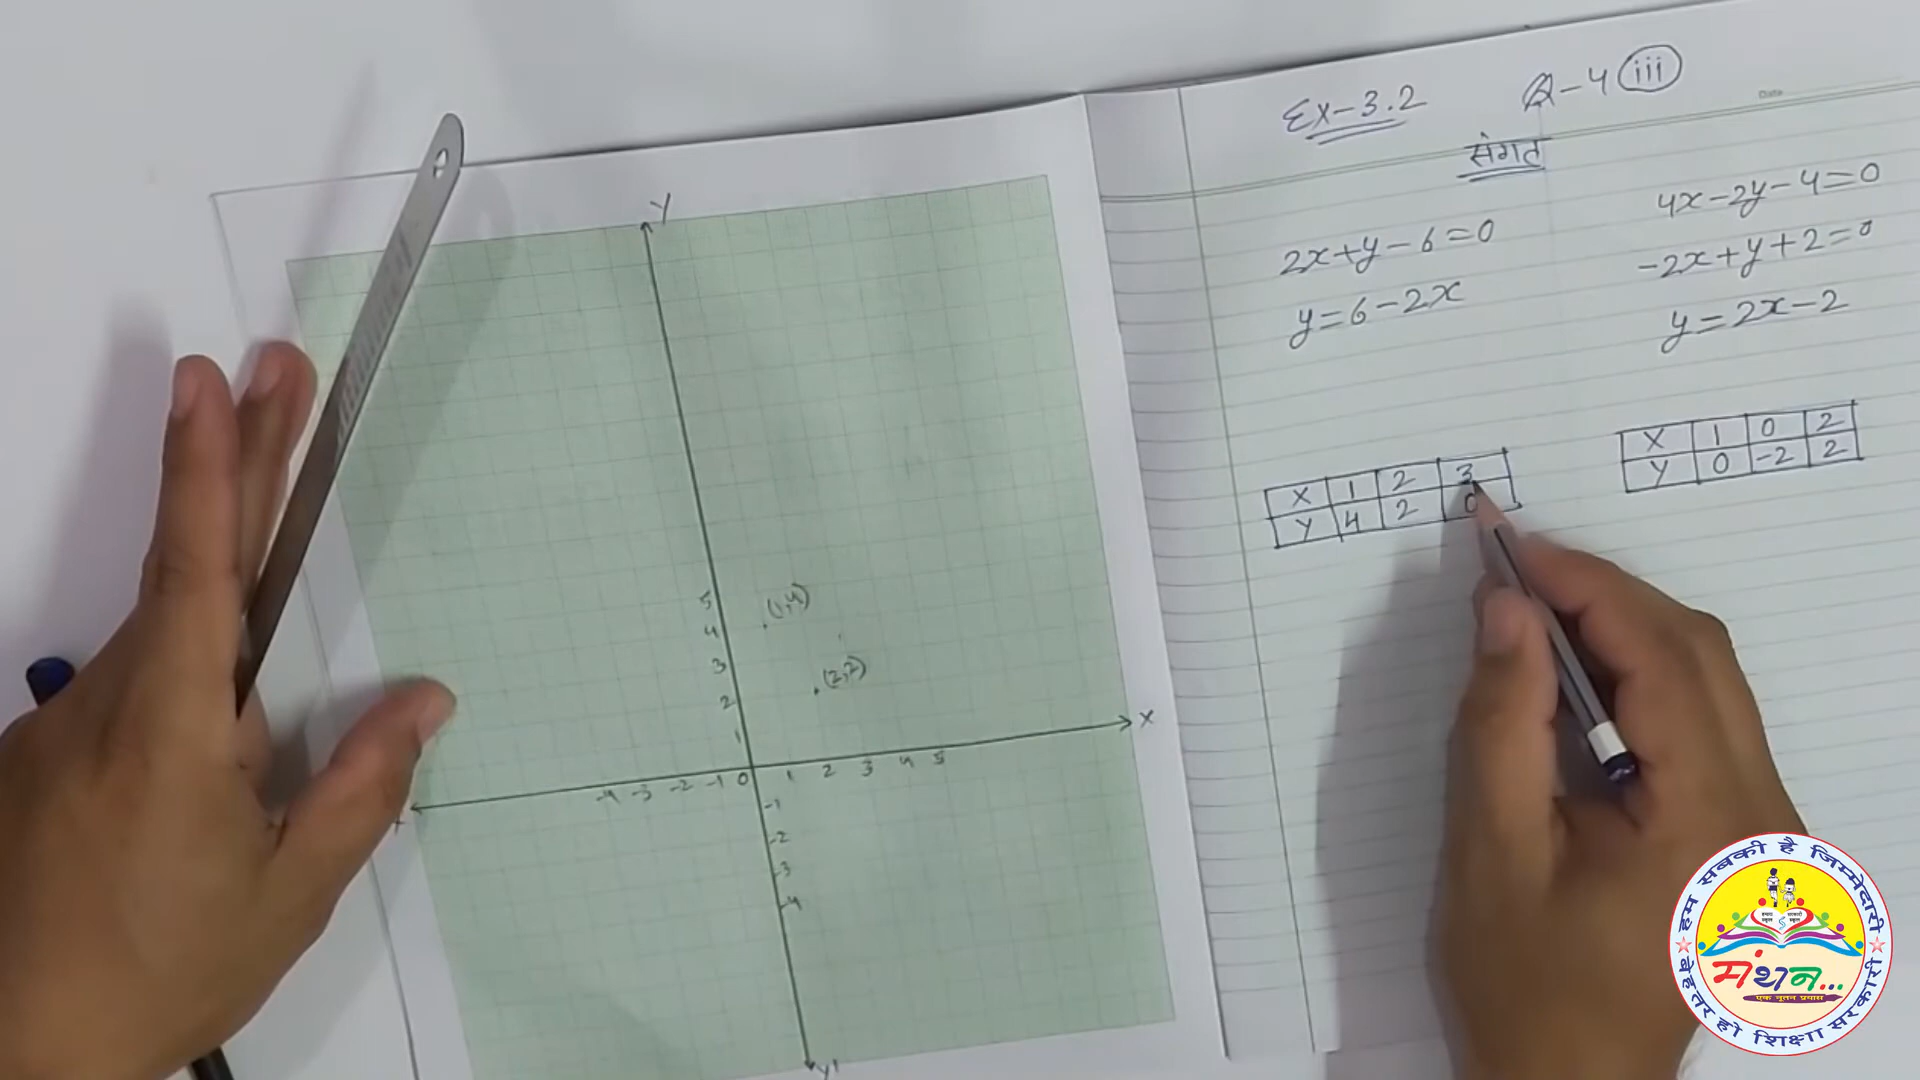 Ex-3.2 Q-4 (iii)
Date
संगत
2x+y-6=0
y=6-2x
4x-2y-4=0
-2x+y+2=0
y=2x-2
X 1 2 3
Y 4 2 0
X 1 0 2
Y 0 -2 2
Y
5
(1,4)
4
3
(2,2)
2
1
X
-4 -3 -2 -1 0 1 2 3 4 5
-1
-2
-3
-4
Y'
हम सबकी है जिम्मेदारी
मंथन...
एक नूतन प्रयास
बेहतर हो शिक्षा सरकारी